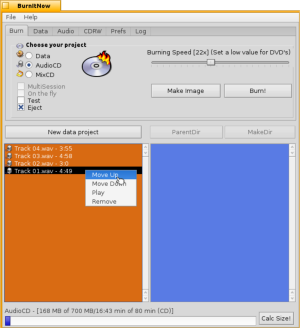 BurnItNow
File Help
Burn Data Audio CDRW Prefs Log
Choose your project
Data
AudioCD
MixCD
MultiSession
On the fly
Test
Eject
Burning Speed [22x] (Set a low value for DVD's)
Make Image Burn!
New data project ParentDir MakeDir
Track 04.wav - 3:55
Track 03.wav - 4:58
Track 02.wav - 3:0
Track 01.wav - 4:49
Move Up
Move Down
Play
Remove
AudioCD - [168 MB of 700 MB/16:43 min of 80 min (CD)]
Calc Size!